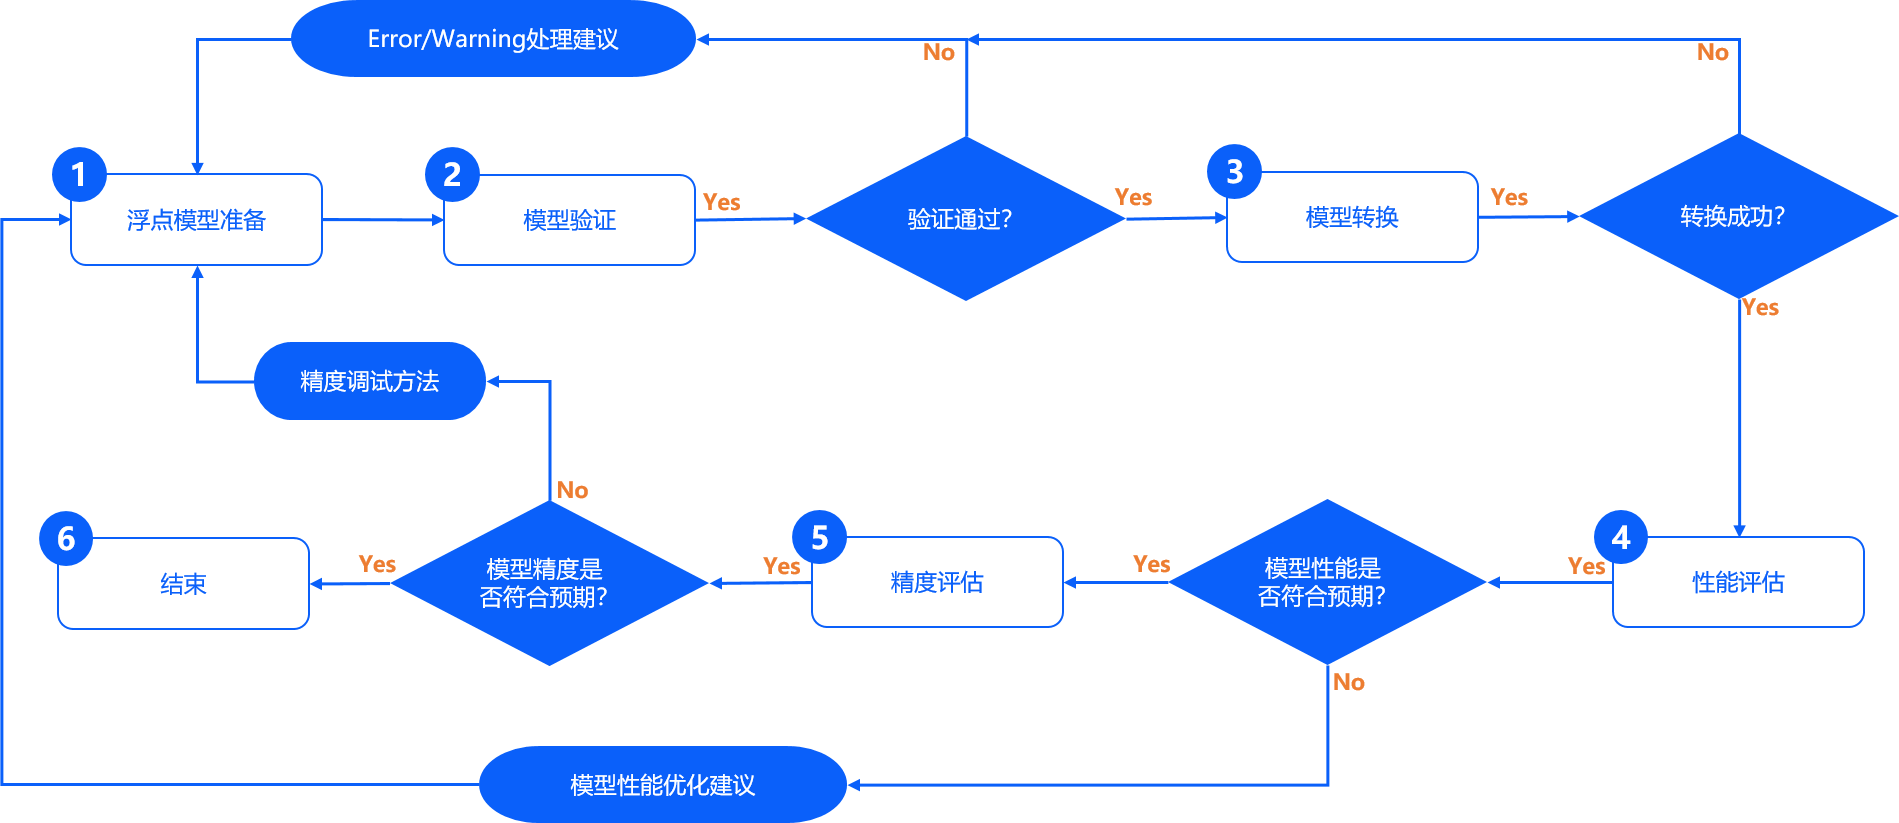 Error/Warning处理建议
No
No
1
浮点模型准备
2
模型验证
Yes
验证通过?
Yes
3
模型转换
Yes
转换成功?
Yes
精度调试方法
No
6
结束
Yes
模型精度是
否符合预期?
Yes
5
精度评估
Yes
模型性能是
否符合预期?
Yes
4
性能评估
No
模型性能优化建议